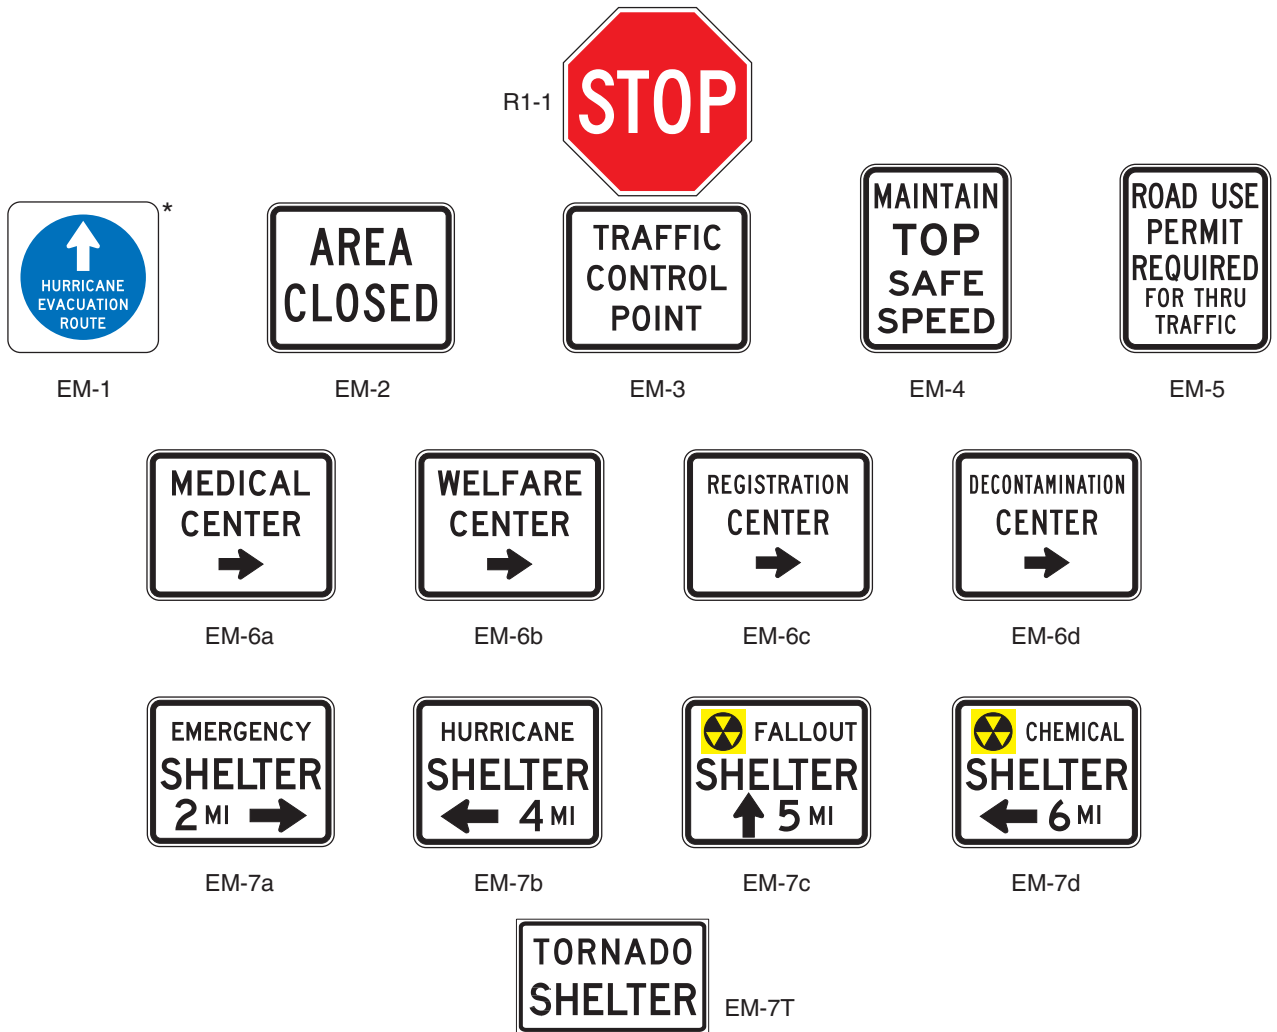 R1-1
STOP
*
HURRICANE
EVACUATION
ROUTE
EM-1
AREA
CLOSED
EM-2
TRAFFIC
CONTROL
POINT
EM-3
MAINTAIN
TOP
SAFE
SPEED
EM-4
ROAD USE
PERMIT
REQUIRED
FOR THRU
TRAFFIC
EM-5
MEDICAL
CENTER
EM-6a
WELFARE
CENTER
EM-6b
REGISTRATION
CENTER
EM-6c
DECONTAMINATION
CENTER
EM-6d
EMERGENCY
SHELTER
2 MI
EM-7a
HURRICANE
SHELTER
4 MI
EM-7b
FALLOUT
SHELTER
5 MI
EM-7c
CHEMICAL
SHELTER
6 MI
EM-7d
TORNADO
SHELTER
EM-7T